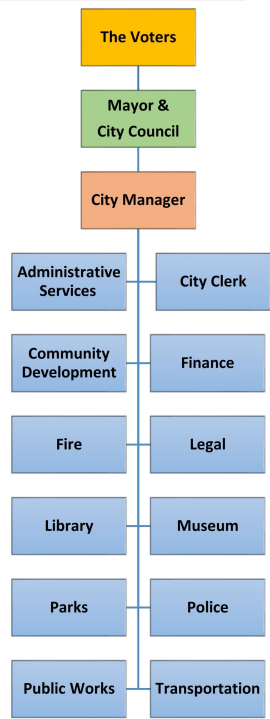 The Voters
Mayor &
City Council
City Manager
Administrative
Services
City Clerk
Community
Development
Finance
Fire
Legal
Library
Museum
Parks
Police
Public Works
Transportation